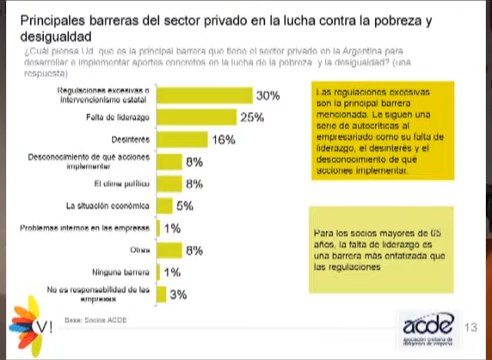 Principales barreras del sector privado en la lucha contra la pobreza y
desigualdad
¿Cuál piensa Ud. que es la principal barrera que tiene el sector privado en la Argentina para
desarrollar e implementar aportes concretos en la lucha de la pobreza y la desigualdad? (una
respuesta)
Regulaciones excesivas o
intervencionismo estatal
30%
Falta de liderazgo
25%
Desinterés
16%
Desconocimiento de qué acciones
implementar
8%
El clima político
8%
La situación económica
5%
Problemas internos en las empresas
1%
Otras
8%
Ninguna barrera
1%
No es responsabilidad de las
empresas
3%
Las regulaciones excesivas
son la principal barrera
mencionada. Le siguen una
serie de autocríticas al
empresariado como su falta de
liderazgo, el desinterés y el
desconocimiento de qué
acciones implementar.
Para los socios mayores de 65
años, la falta de liderazgo es
una barrera más enfatizada que
las regulaciones
V!
Base: Socios ACDE
acde
asociación cristiana de
dirigentes de empresa
13